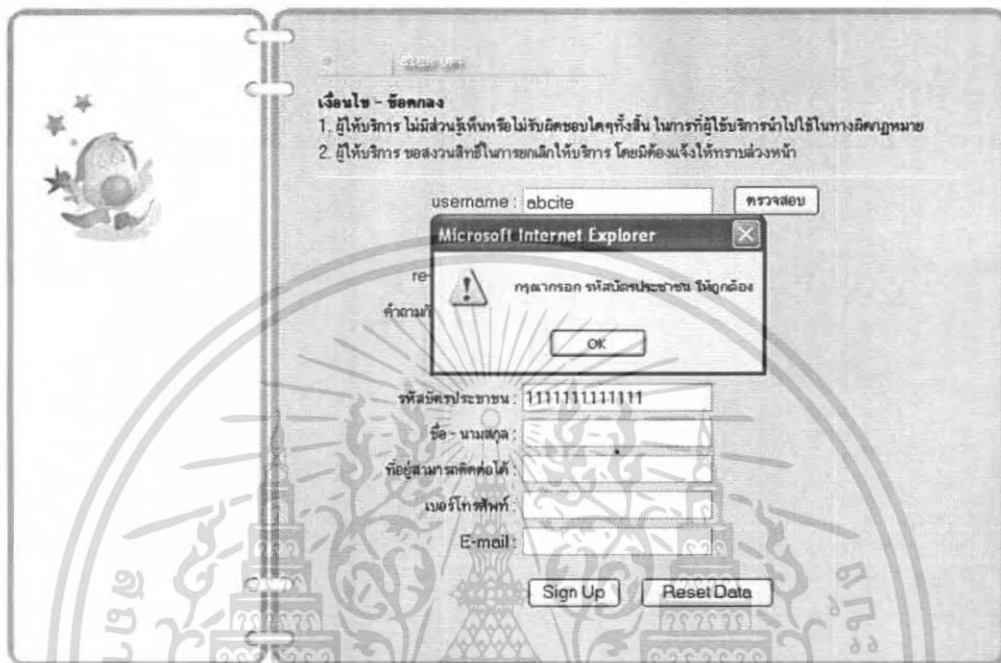 SIGN UP
เงื่อนไข - ข้อตกลง
1. ผู้ให้บริการ ไม่มีส่วนรู้เห็นหรือไม่รับผิดชอบใดๆทั้งสิ้น ในการที่ผู้ใช้บริการนำไปใช้ในทางผิดกฏหมาย
2. ผู้ให้บริการ ขอสงวนสิทธิ์ในการยกเลิกให้บริการ โดยมิต้องแจ้งให้ทราบล่วงหน้า
username : abcite ตรวจสอบ
Microsoft Internet Explorer
re-
กรุณากรอก รหัสบัตรประชาชน ให้ถูกต้อง
OK
รหัสบัตรประชาชน : 1111111111111
ชื่อ - นามสกุล :
ที่อยู่สามารถติดต่อได้ :
เบอร์โทรศัพท์ :
E-mail :
Sign Up Reset Data